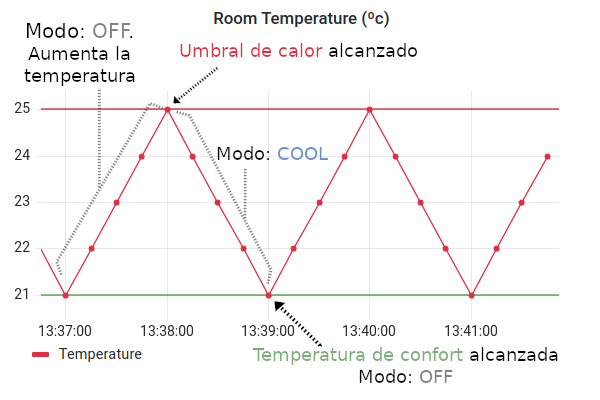 Room Temperature (ºc)
Modo: OFF.
Aumenta la
temperatura
Umbral de calor alcanzado
25
24
23
22
21
Modo: COOL
13:37:00 13:38:00 13:39:00 13:40:00 13:41:00
Temperature
Temperatura de confort alcanzada
Modo: OFF